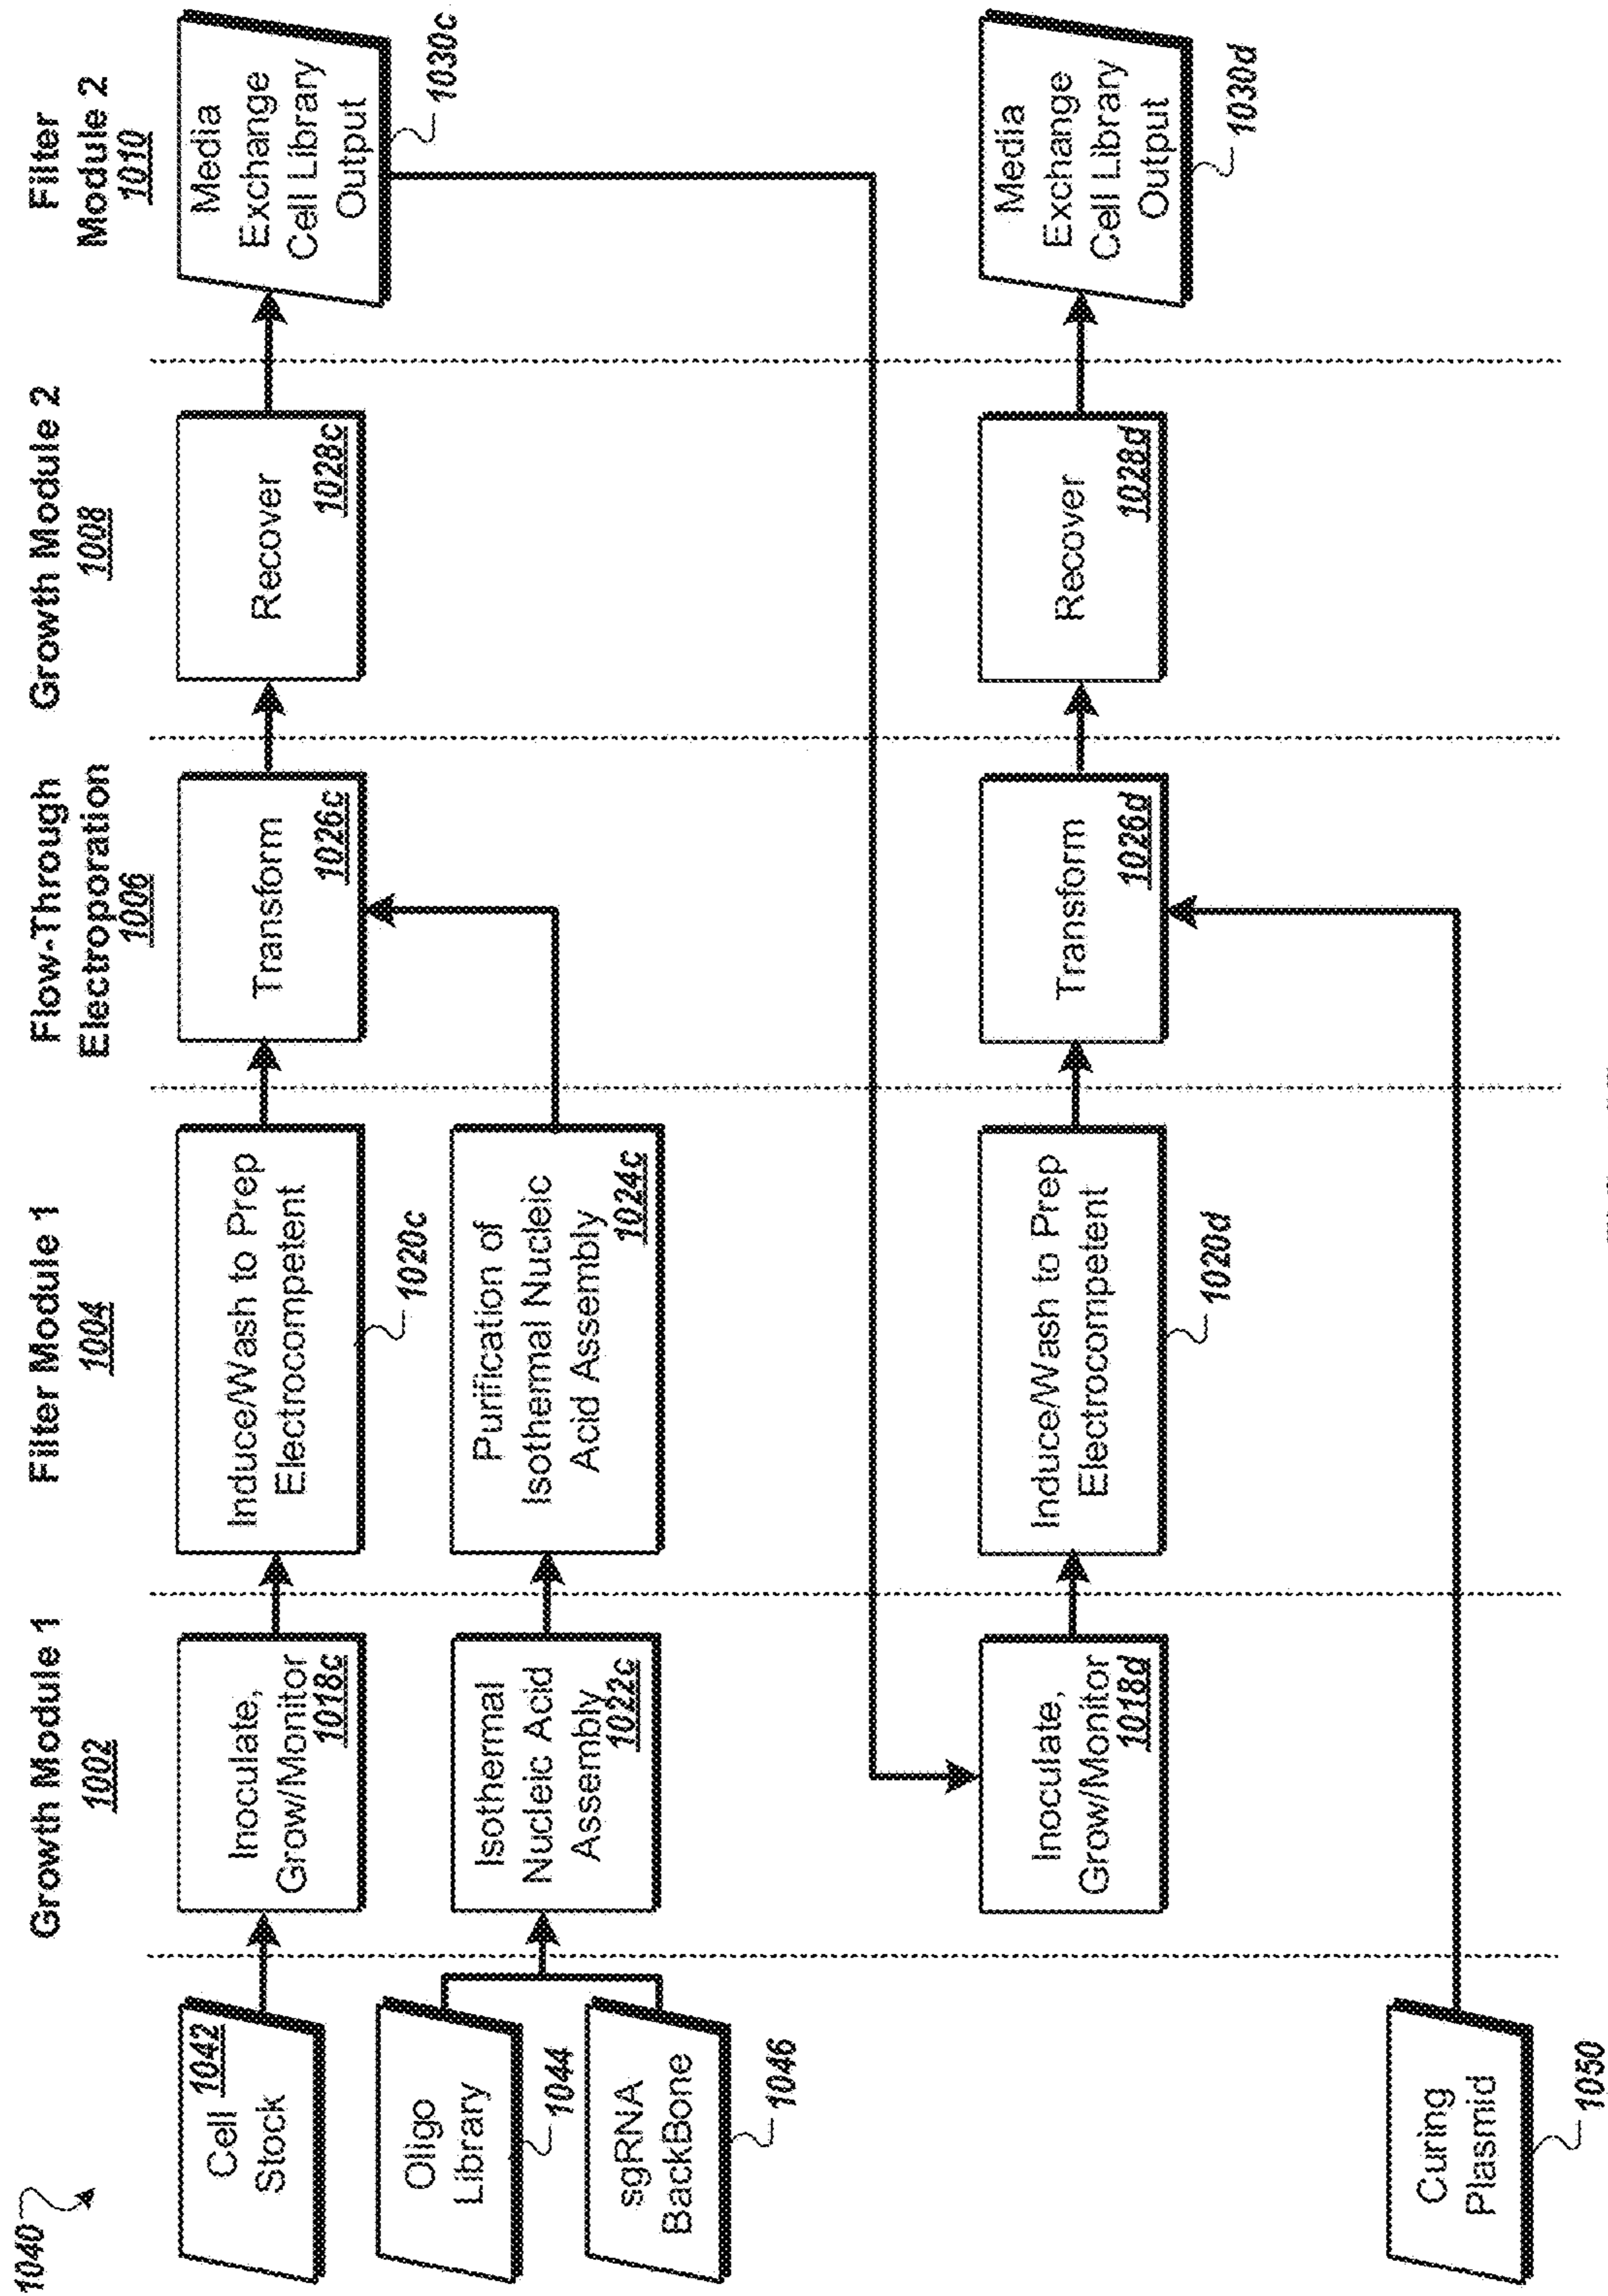 1040
Growth Module 1
1002
Filter Module 1
1004
Flow-Through
Electroporation
1006
Growth Module 2
1008
Filter
Module 2
1010
Cell 1042
Stock
Inoculate,
Grow/Monitor
1018c
Induce/Wash to Prep
Electrocompetent
1020c
Transform
1026c
Recover
1028c
Media
Exchange
Cell Library
Output
1030c
Oligo
Library
1044
sgRNA
BackBone
1046
Isothermal
Nucleic Acid
Assembly
1022c
Purification of
Isothermal Nucleic
Acid Assembly
1024c
Inoculate,
Grow/Monitor
1018d
Induce/Wash to Prep
Electrocompetent
1020d
Transform
1026d
Recover
1028d
Media
Exchange
Cell Library
Output
1030d
Curing
Plasmid
1050